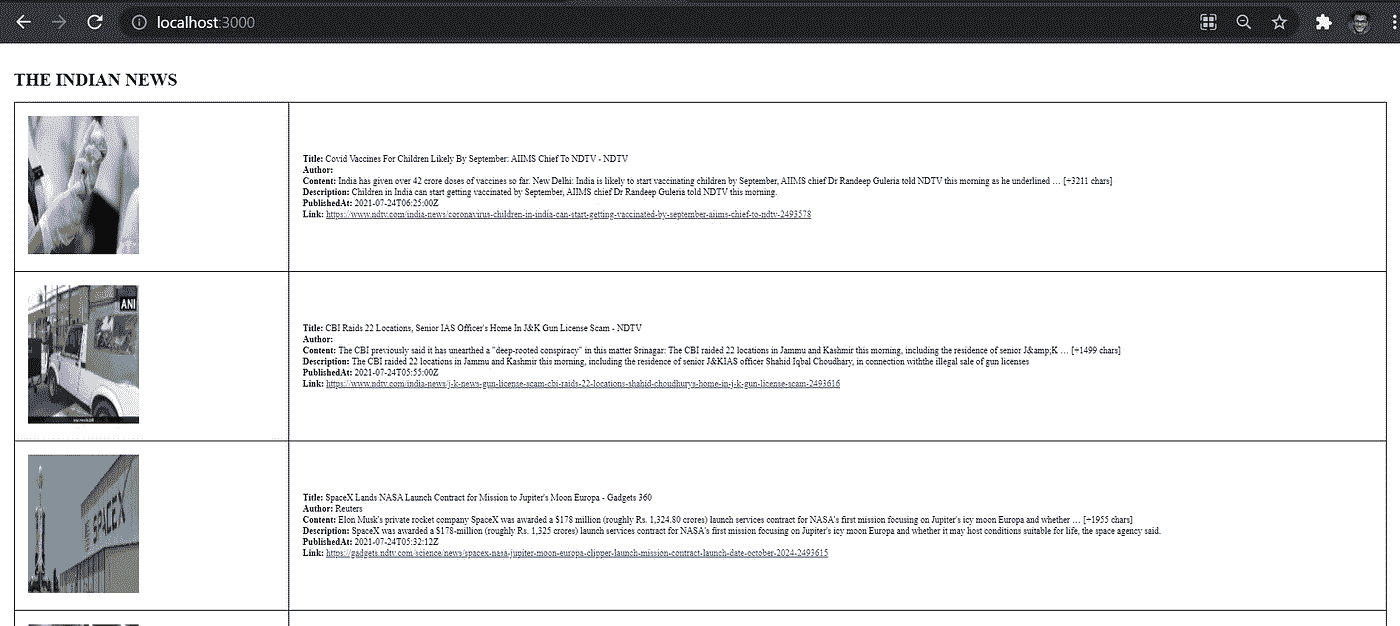 localhost:3000
THE INDIAN NEWS
Title: Covid Vaccines For Children Likely By September: AIIMS Chief To NDTV - NDTV
Author:
Content: India has given over 42 crore doses of vaccines so far. New Delhi: India is likely to start vaccinating children by September, AIIMS chief Dr Randeep Guleria told NDTV this morning as he underlined … [+3211 chars]
Description: Children in India can start getting vaccinated by September, AIIMS chief Dr Randeep Guleria told NDTV this morning.
PublishedAt: 2021-07-24T06:25:00Z
Link: https://www.ndtv.com/india-news/coronavirus-children-in-india-can-start-getting-vaccinated-by-september-aiims-chief-to-ndtv-2493578
ANI
Title: CBI Raids 22 Locations, Senior IAS Officer's Home In J&K Gun License Scam - NDTV
Author:
Content: The CBI previously said it has unearthed a "deep-rooted conspiracy" in this matter Srinagar: The CBI raided 22 locations in Jammu and Kashmir this morning, including the residence of senior J&amp;K … [+1499 chars]
Description: The CBI raided 22 locations in Jammu and Kashmir this morning, including the residence of senior J&KIAS officer Shahid Iqbal Choudhary, in connection withthe illegal sale of gun licenses
PublishedAt: 2021-07-24T05:55:00Z
Link: https://www.ndtv.com/india-news/j-k-news-gun-license-scam-cbi-raids-22-locations-shahid-choudhurys-home-in-j-k-gun-license-scam-2493616
SPACEX
Title: SpaceX Lands NASA Launch Contract for Mission to Jupiter's Moon Europa - Gadgets 360
Author: Reuters
Content: Elon Musk's private rocket company SpaceX was awarded a $178 million (roughly Rs. 1,324.80 crores) launch services contract for NASA's first mission focusing on Jupiter's icy moon Europa and whether … [+1955 chars]
Description: SpaceX was awarded a $178-million (roughly Rs. 1,325 crores) launch services contract for NASA's first mission focusing on Jupiter's icy moon Europa and whether it may host conditions suitable for life, the space agency said.
PublishedAt: 2021-07-24T05:32:12Z
Link: https://gadgets.ndtv.com/science/news/spacex-nasa-jupiter-moon-europa-clipper-launch-mission-contract-launch-date-october-2024-2493615